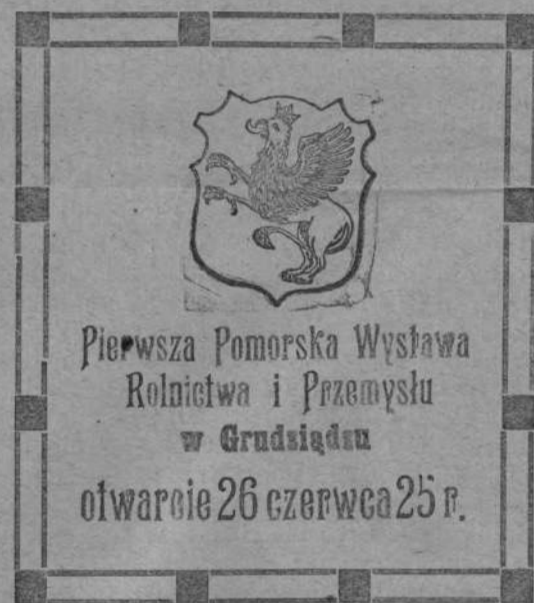 Pierwsza Pomorska Wystawa
Rolnictwa i Przemysłu
w Grudziądzu
otwarcie 26 czerwca 25 r.